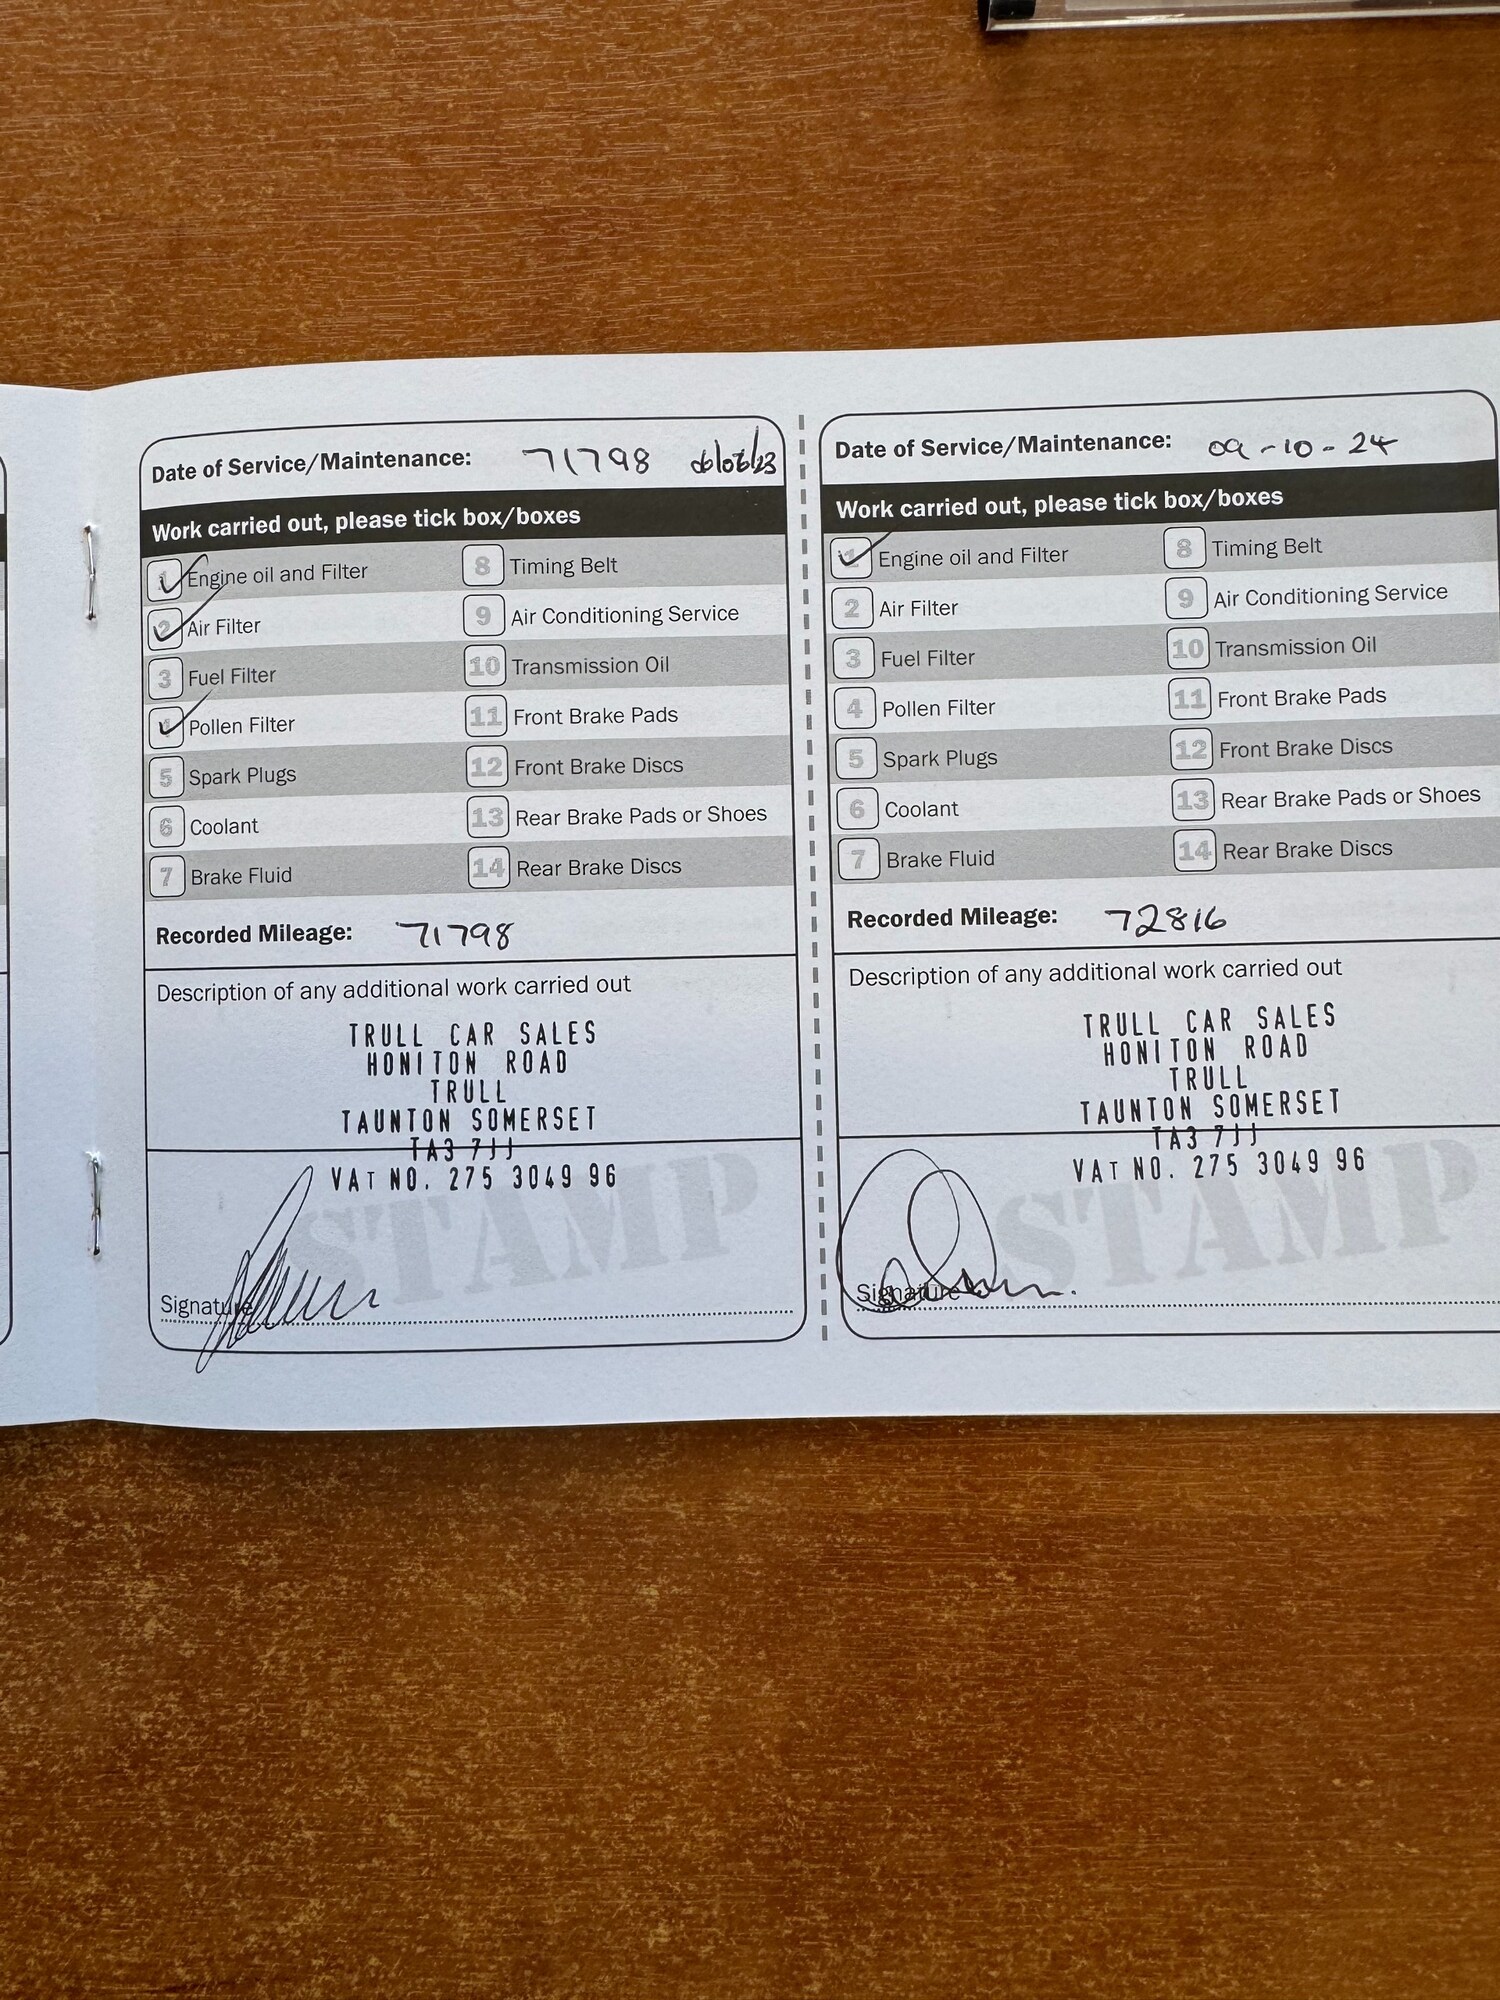 Date of Service/Maintenance: 71798 06/06/23
Work carried out, please tick box/boxes
1 Engine oil and Filter 8 Timing Belt
2 Air Filter 9 Air Conditioning Service
3 Fuel Filter 10 Transmission Oil
4 Pollen Filter 11 Front Brake Pads
5 Spark Plugs 12 Front Brake Discs
6 Coolant 13 Rear Brake Pads or Shoes
7 Brake Fluid 14 Rear Brake Discs
Recorded Mileage: 71798
Description of any additional work carried out
TRULL CAR SALES
HONITON ROAD
TRULL
TAUNTON SOMERSET
TA3 7JJ
VAT NO. 275 3049 96
STAMP
Signature
Date of Service/Maintenance: 09-10-24
Work carried out, please tick box/boxes
1 Engine oil and Filter 8 Timing Belt
2 Air Filter 9 Air Conditioning Service
3 Fuel Filter 10 Transmission Oil
4 Pollen Filter 11 Front Brake Pads
5 Spark Plugs 12 Front Brake Discs
6 Coolant 13 Rear Brake Pads or Shoes
7 Brake Fluid 14 Rear Brake Discs
Recorded Mileage: 72816
Description of any additional work carried out
TRULL CAR SALES
HONITON ROAD
TRULL
TAUNTON SOMERSET
TA3 7JJ
VAT NO. 275 3049 96
STAMP
Signature